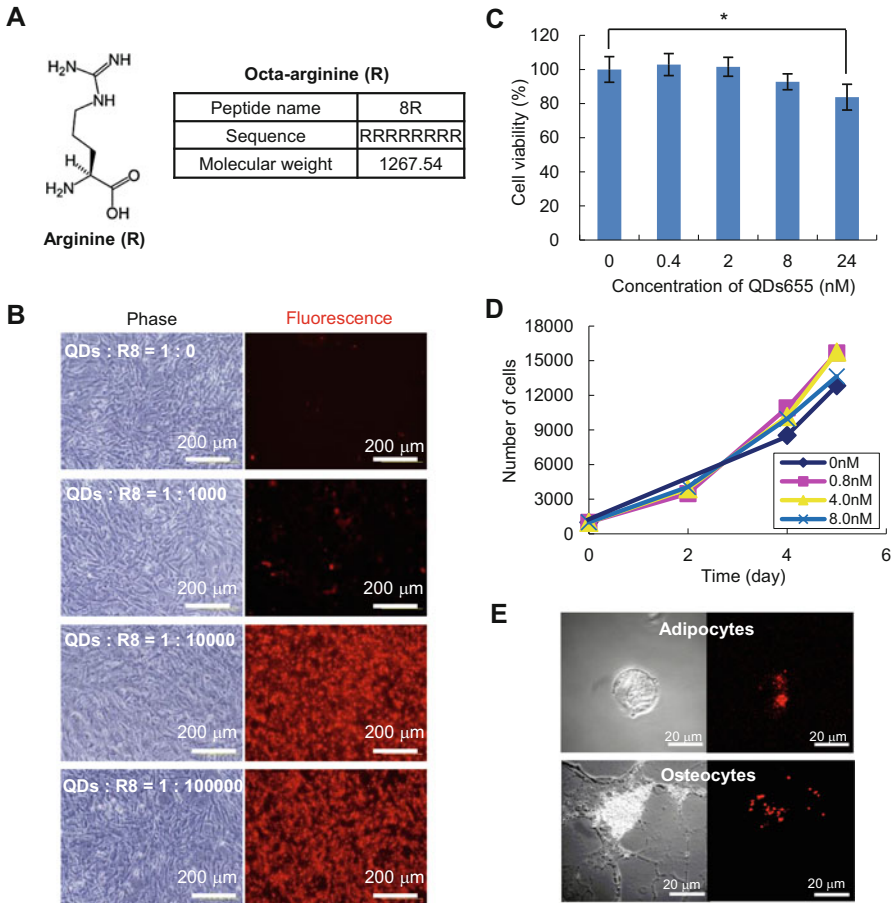 A
H₂N
NH
NH
H
H₂N
O
OH
Arginine (R)
Octa-arginine (R)
Peptide name 8R
Sequence RRRRRRRR
Molecular weight 1267.54
C
*
Cell viability (%)
120
100
80
60
40
20
0
0 0.4 2 8 24
Concentration of QDs655 (nM)
B
Phase Fluorescence
QDs : R8 = 1 : 0
200 μm 200 μm
QDs : R8 = 1 : 1000
200 μm 200 μm
QDs : R8 = 1 : 10000
200 μm 200 μm
QDs : R8 = 1 : 100000
200 μm 200 μm
D
Number of cells
18000
15000
12000
9000
6000
3000
0
0 2 4 6
Time (day)
0nM
0.8nM
4.0nM
8.0nM
E
Adipocytes
20 μm 20 μm
Osteocytes
20 μm 20 μm